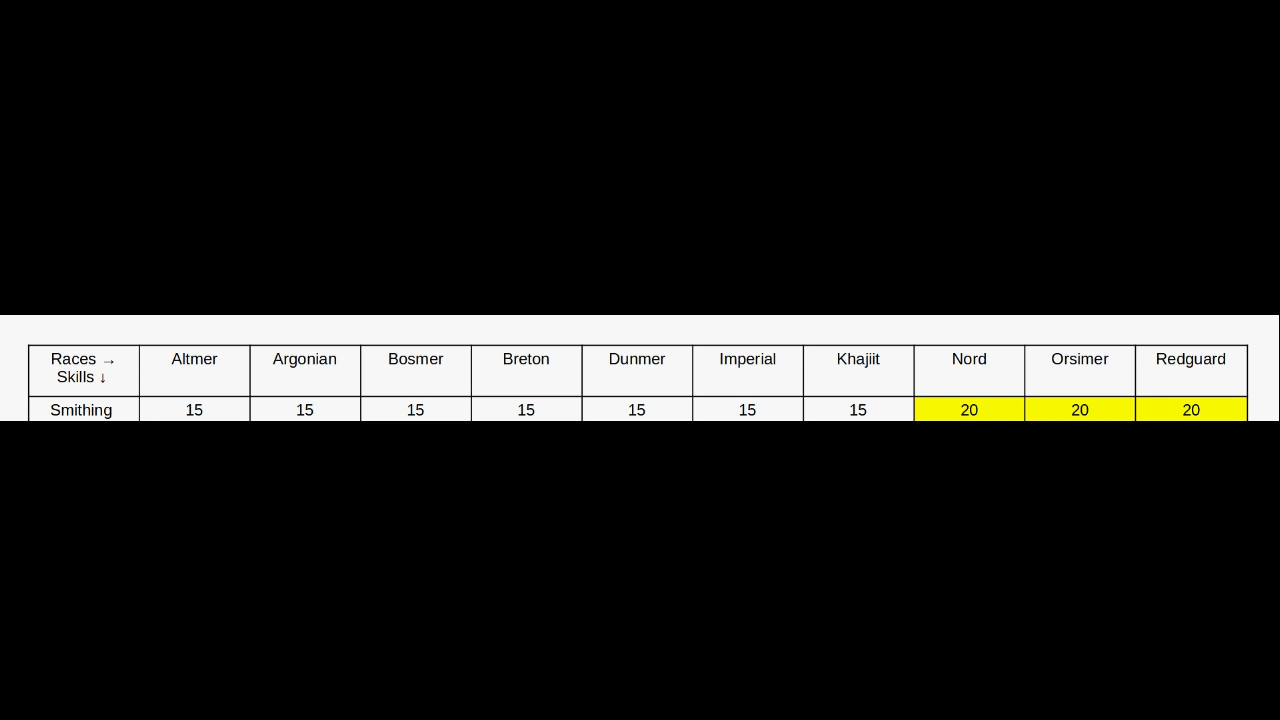 Races → Altmer Argonian Bosmer Breton Dunmer Imperial Khajiit Nord Orsimer Redguard
Skills ↓
Smithing 15 15 15 15 15 15 15 20 20 20